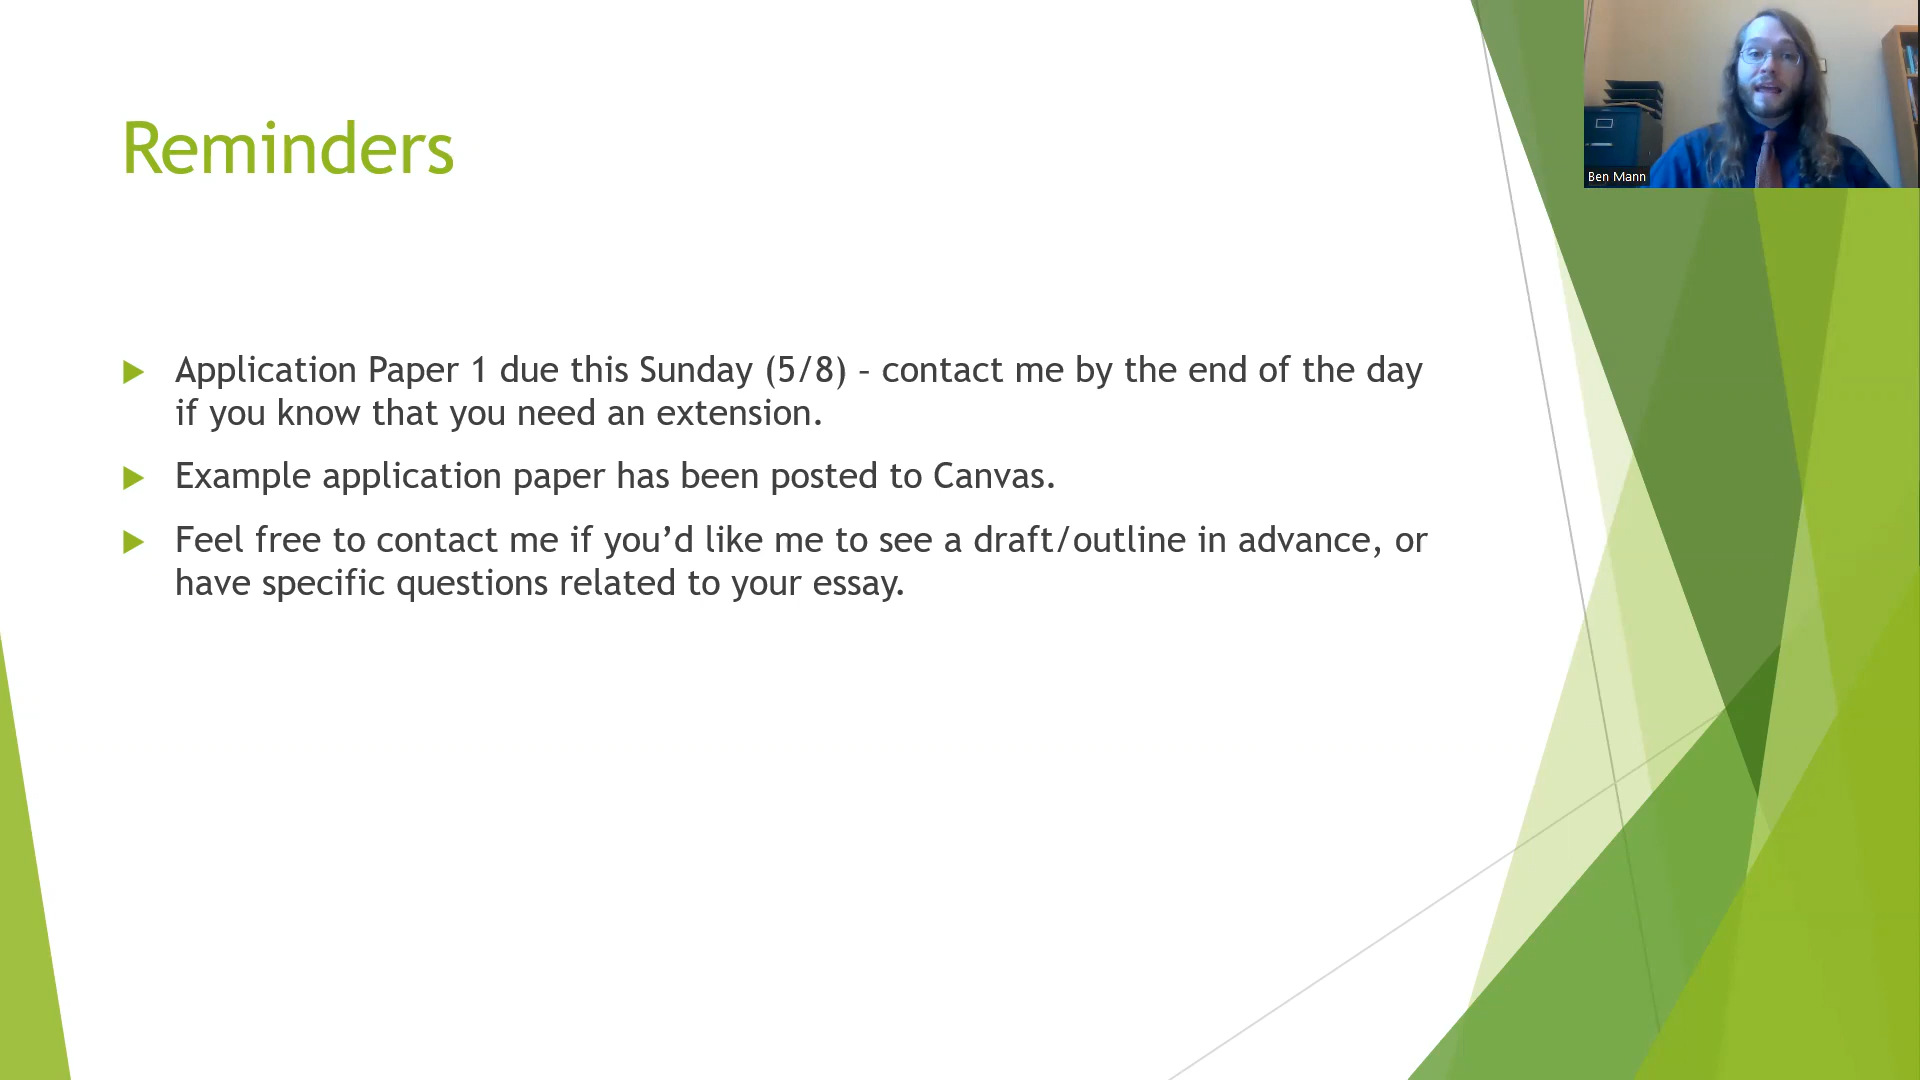 Reminders
Application Paper 1 due this Sunday (5/8) – contact me by the end of the day
if you know that you need an extension.
Example application paper has been posted to Canvas.
Feel free to contact me if you’d like me to see a draft/outline in advance, or
have specific questions related to your essay.
Ben Mann